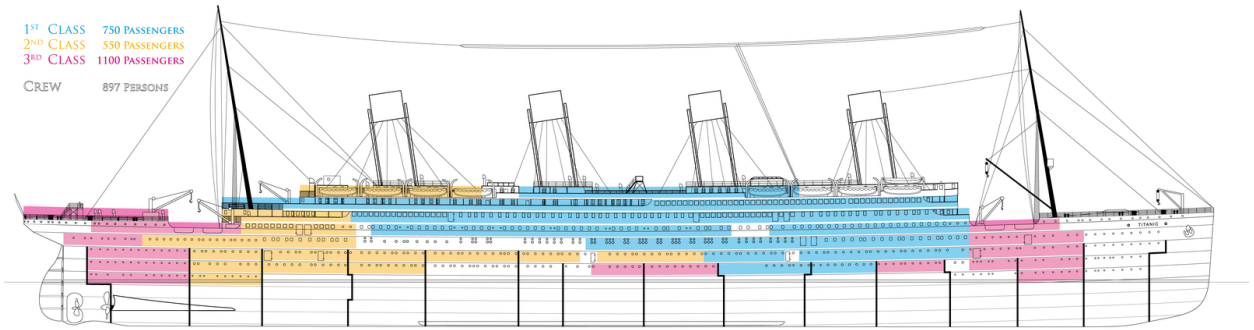 1ST CLASS 750 PASSENGERS
2ND CLASS 550 PASSENGERS
3RD CLASS 1100 PASSENGERS
CREW 897 PERSONS
TITANIC